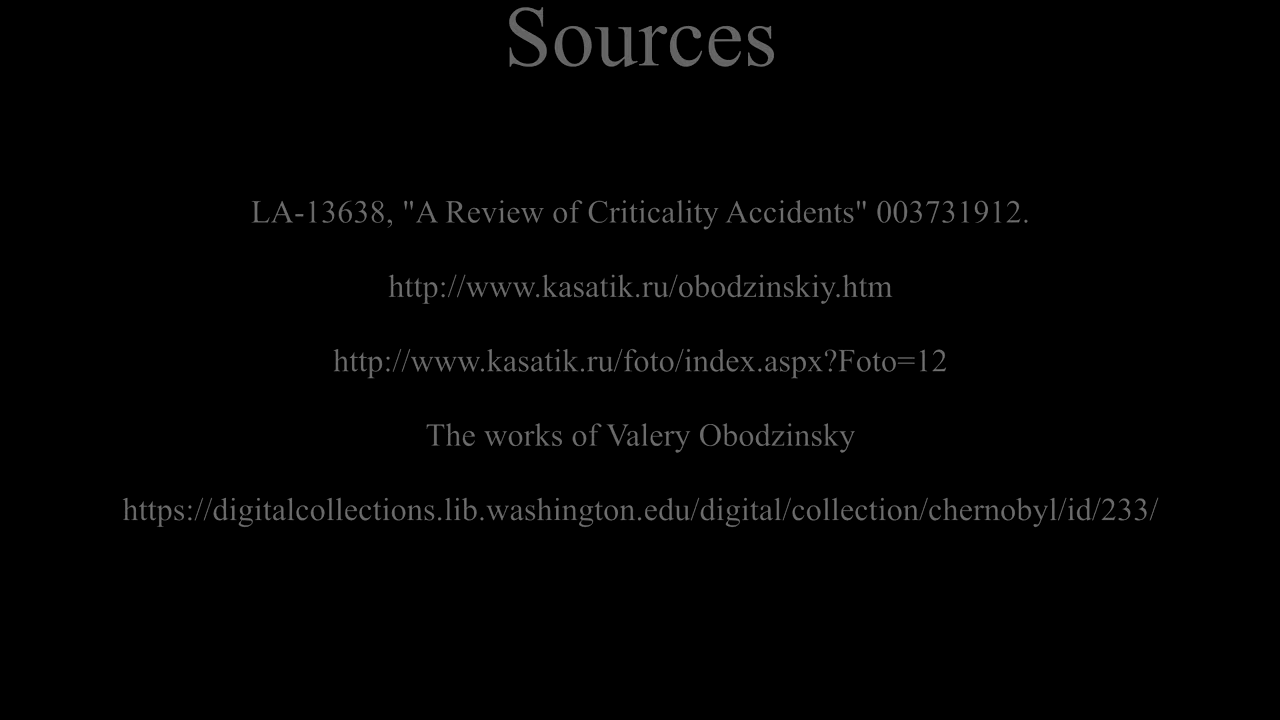 Sources
LA-13638, "A Review of Criticality Accidents" 003731912.
http://www.kasatik.ru/obodzinskiy.htm
http://www.kasatik.ru/foto/index.aspx?Foto=12
The works of Valery Obodzinsky
https://digitalcollections.lib.washington.edu/digital/collection/chernobyl/id/233/